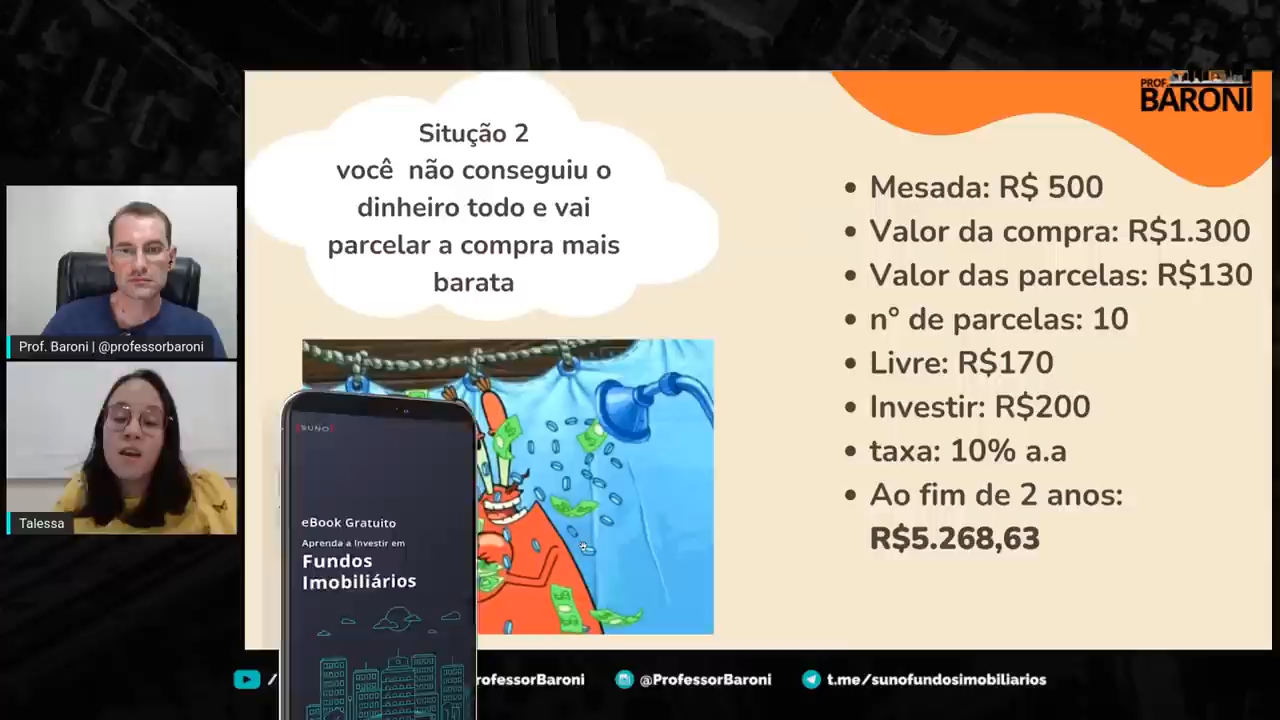 PROF.
BARONI
Situção 2
você não conseguiu o
dinheiro todo e vai
parcelar a compra mais
barata
• Mesada: R$ 500
• Valor da compra: R$1.300
• Valor das parcelas: R$130
• n° de parcelas: 10
• Livre: R$170
• Investir: R$200
• taxa: 10% a.a
• Ao fim de 2 anos:
R$5.268,63
Prof. Baroni | @professorbaroni
Talessa
SUNO
eBook Gratuito
Aprenda a Investir em
Fundos
Imobiliários
/
rofessorBaroni
@ProfessorBaroni
t.me/sunofundosimobiliarios